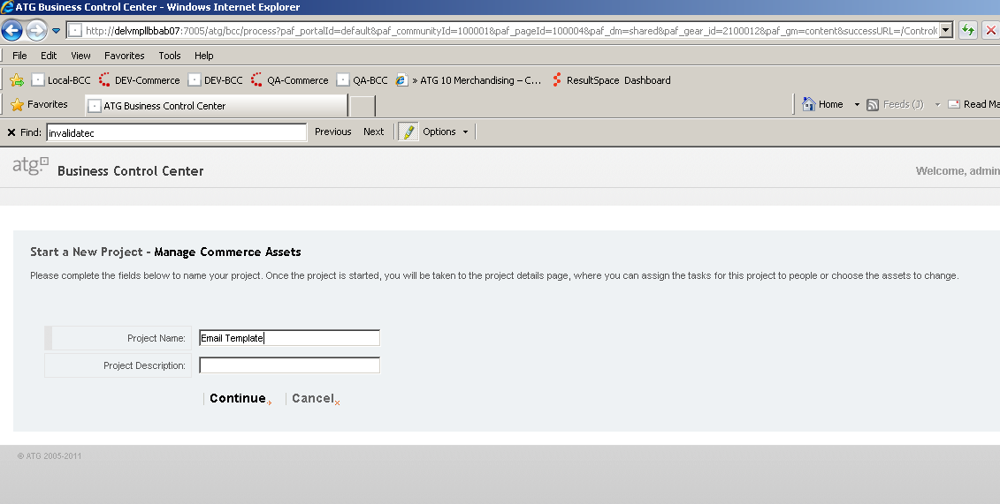 ATG Business Control Center - Windows Internet Explorer
http://delvmpllbbab07:7005/atg/bcc/process?paf_portalId=default&paf_communityId=100001&paf_pageId=100004&paf_dm=shared&paf_gear_id=2100012&paf_gm=content&successURL=/Control
File Edit View Favorites Tools Help
Local-BCC DEV-Commerce DEV-BCC QA-Commerce QA-BCC » ATG 10 Merchandising – C... ResultSpace Dashboard
Favorites ATG Business Control Center Home Feeds (J) Read Ma
Find: invalidatec Previous Next Options
atg Business Control Center Welcome, admin
Start a New Project - Manage Commerce Assets
Please complete the fields below to name your project. Once the project is started, you will be taken to the project details page, where you can assign the tasks for this project to people or choose the assets to change.
Project Name: Email Template
Project Description:
Continue Cancel
© ATG 2005-2011